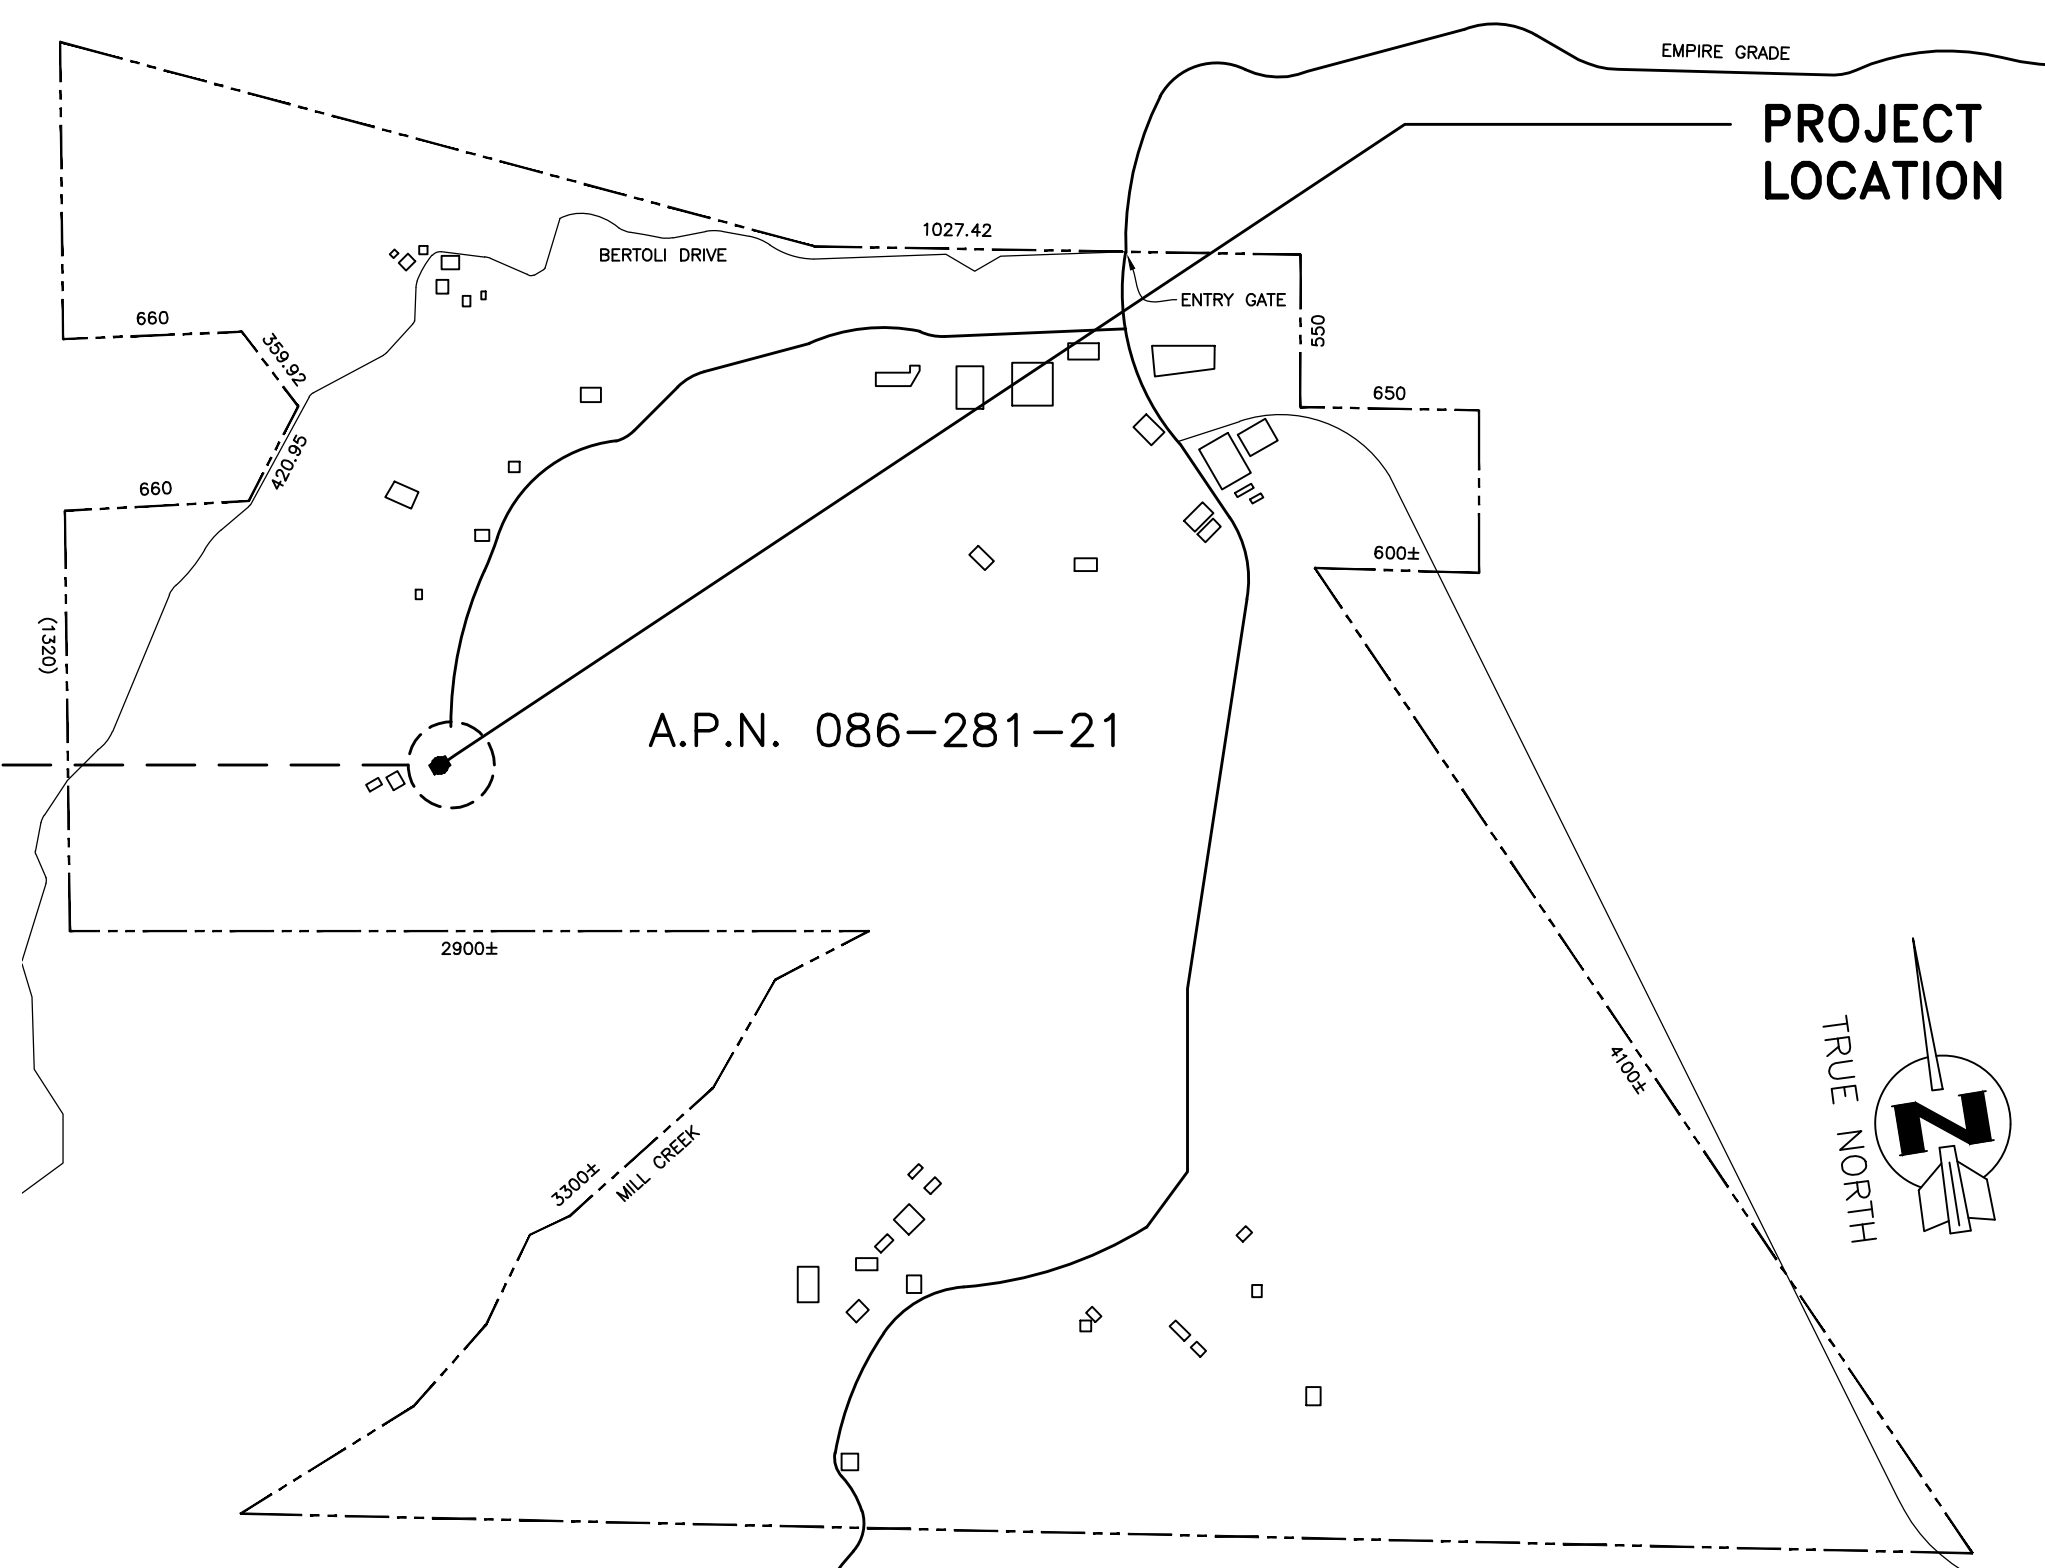 EMPIRE GRADE
PROJECT
LOCATION
1027.42
BERTOLI DRIVE
ENTRY GATE
660
359.92
550
650
420.95
660
600±
(1320)
A.P.N. 086-281-21
2900±
4100±
TRUE NORTH
N
3300±
MILL CREEK